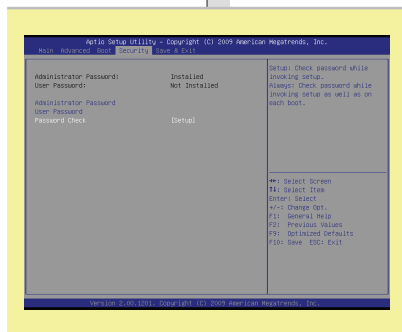 Aptio Setup Utility – Copyright (C) 2009 American Megatrends, Inc.
Main Advanced Boot Security Save & Exit
Administrator Password: Installed
User Password: Not Installed
Administrator Password
User Password
Password Check [Setup]
Setup: Check password while
invoking setup.
Always: Check password while
invoking setup as well as on
each boot.
→←: Select Screen
↑↓: Select Item
Enter: Select
+/-: Change Opt.
F1: General Help
F2: Previous Values
F9: Optimized Defaults
F10: Save ESC: Exit
Version 2.00.1201. Copyright (C) 2009 American Megatrends, Inc.